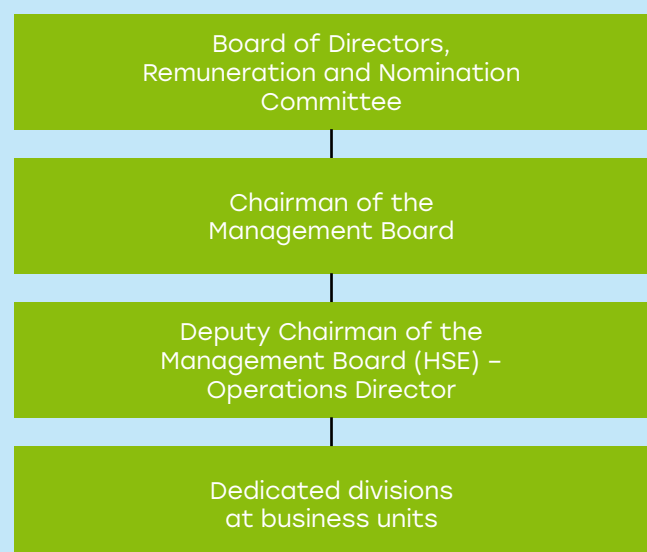 Board of Directors,
Remuneration and Nomination
Committee
Chairman of the
Management Board
Deputy Chairman of the
Management Board (HSE) –
Operations Director
Dedicated divisions
at business units